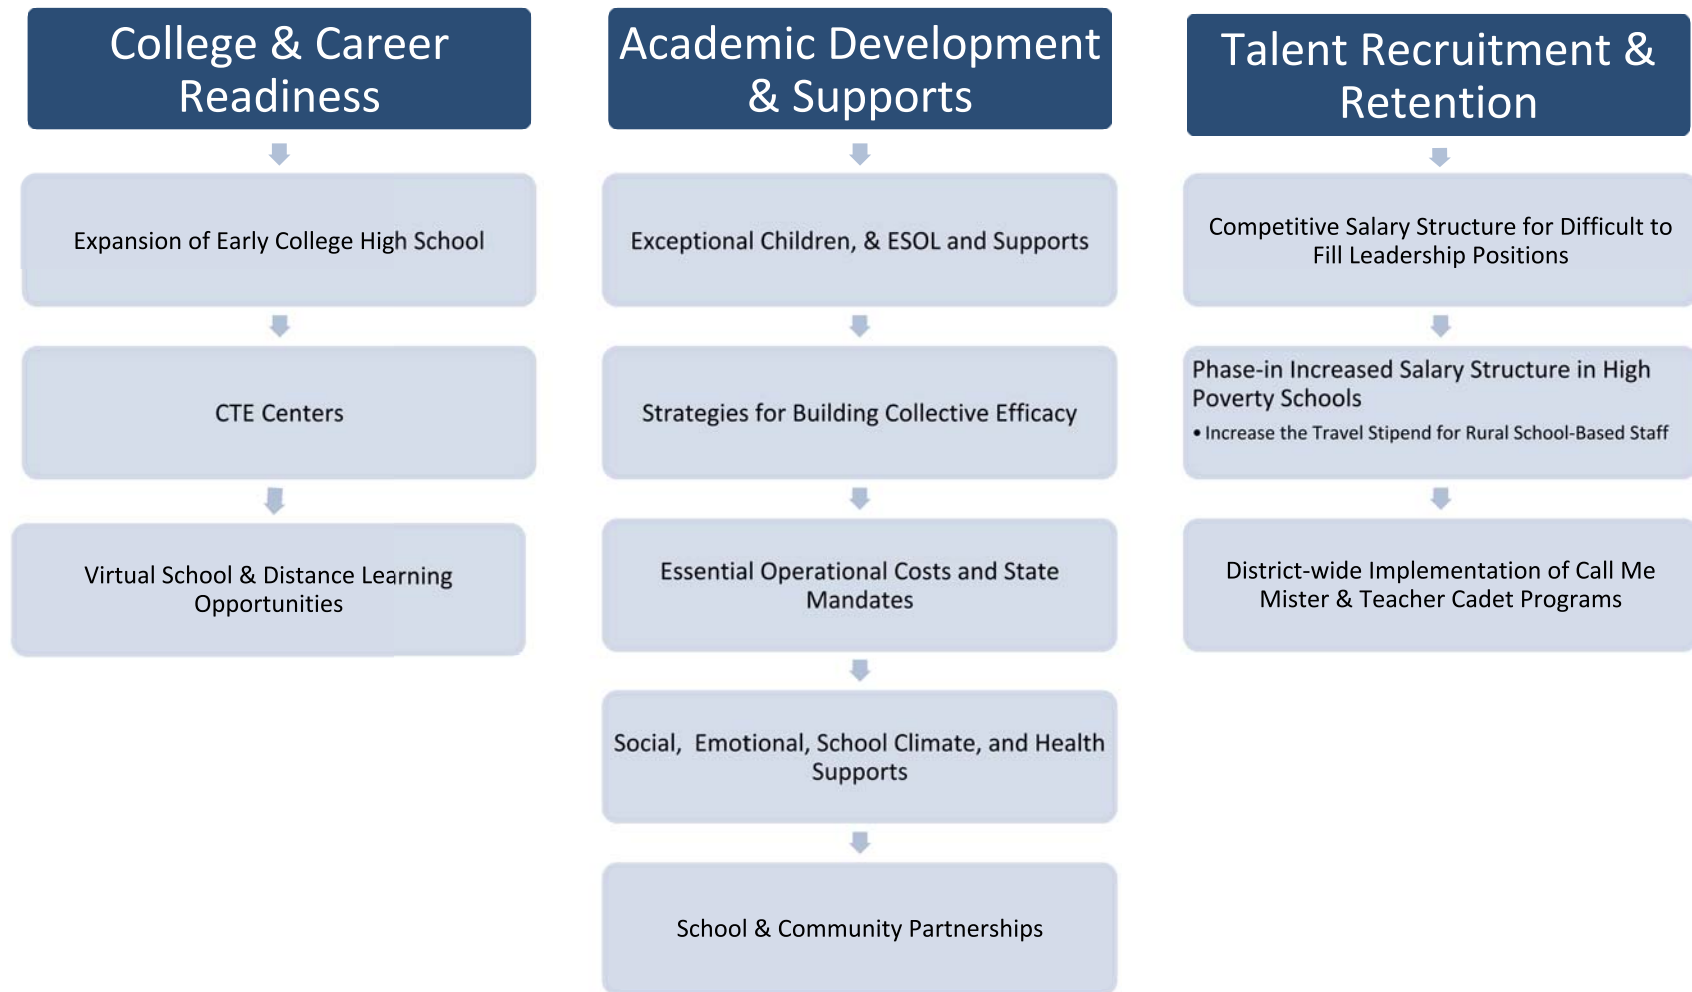 College & Career
Readiness
Expansion of Early College High School
CTE Centers
Virtual School & Distance Learning
Opportunities
Academic Development
& Supports
Exceptional Children, & ESOL and Supports
Strategies for Building Collective Efficacy
Essential Operational Costs and State
Mandates
Social,  Emotional, School Climate, and Health
Supports
School & Community Partnerships
Talent Recruitment &
Retention
Competitive Salary Structure for Difficult to
Fill Leadership Positions
Phase-in Increased Salary Structure in High
Poverty Schools
• Increase the Travel Stipend for Rural School-Based Staff
District-wide Implementation of Call Me
Mister & Teacher Cadet Programs